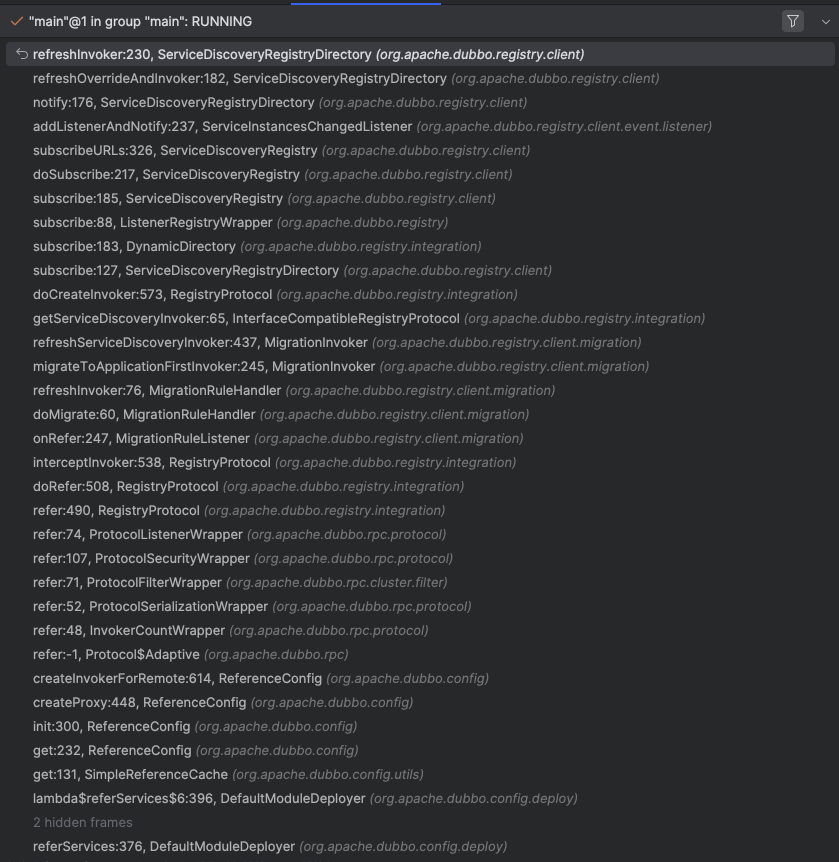 "main"@1 in group "main": RUNNING
refreshInvoker:230, ServiceDiscoveryRegistryDirectory (org.apache.dubbo.registry.client)
refreshOverrideAndInvoker:182, ServiceDiscoveryRegistryDirectory (org.apache.dubbo.registry.client)
notify:176, ServiceDiscoveryRegistryDirectory (org.apache.dubbo.registry.client)
addListenerAndNotify:237, ServiceInstancesChangedListener (org.apache.dubbo.registry.client.event.listener)
subscribeURLs:326, ServiceDiscoveryRegistry (org.apache.dubbo.registry.client)
doSubscribe:217, ServiceDiscoveryRegistry (org.apache.dubbo.registry.client)
subscribe:185, ServiceDiscoveryRegistry (org.apache.dubbo.registry.client)
subscribe:88, ListenerRegistryWrapper (org.apache.dubbo.registry)
subscribe:183, DynamicDirectory (org.apache.dubbo.registry.integration)
subscribe:127, ServiceDiscoveryRegistryDirectory (org.apache.dubbo.registry.client)
doCreateInvoker:573, RegistryProtocol (org.apache.dubbo.registry.integration)
getServiceDiscoveryInvoker:65, InterfaceCompatibleRegistryProtocol (org.apache.dubbo.registry.integration)
refreshServiceDiscoveryInvoker:437, MigrationInvoker (org.apache.dubbo.registry.client.migration)
migrateToApplicationFirstInvoker:245, MigrationInvoker (org.apache.dubbo.registry.client.migration)
refreshInvoker:76, MigrationRuleHandler (org.apache.dubbo.registry.client.migration)
doMigrate:60, MigrationRuleHandler (org.apache.dubbo.registry.client.migration)
onRefer:247, MigrationRuleListener (org.apache.dubbo.registry.client.migration)
interceptInvoker:538, RegistryProtocol (org.apache.dubbo.registry.integration)
doRefer:508, RegistryProtocol (org.apache.dubbo.registry.integration)
refer:490, RegistryProtocol (org.apache.dubbo.registry.integration)
refer:74, ProtocolListenerWrapper (org.apache.dubbo.rpc.protocol)
refer:107, ProtocolSecurityWrapper (org.apache.dubbo.rpc.protocol)
refer:71, ProtocolFilterWrapper (org.apache.dubbo.rpc.cluster.filter)
refer:52, ProtocolSerializationWrapper (org.apache.dubbo.rpc.protocol)
refer:48, InvokerCountWrapper (org.apache.dubbo.rpc.protocol)
refer:-1, Protocol$Adaptive (org.apache.dubbo.rpc)
createInvokerForRemote:614, ReferenceConfig (org.apache.dubbo.config)
createProxy:448, ReferenceConfig (org.apache.dubbo.config)
init:300, ReferenceConfig (org.apache.dubbo.config)
get:232, ReferenceConfig (org.apache.dubbo.config)
get:131, SimpleReferenceCache (org.apache.dubbo.config.utils)
lambda$referServices$6:396, DefaultModuleDeployer (org.apache.dubbo.config.deploy)
2 hidden frames
referServices:376, DefaultModuleDeployer (org.apache.dubbo.config.deploy)